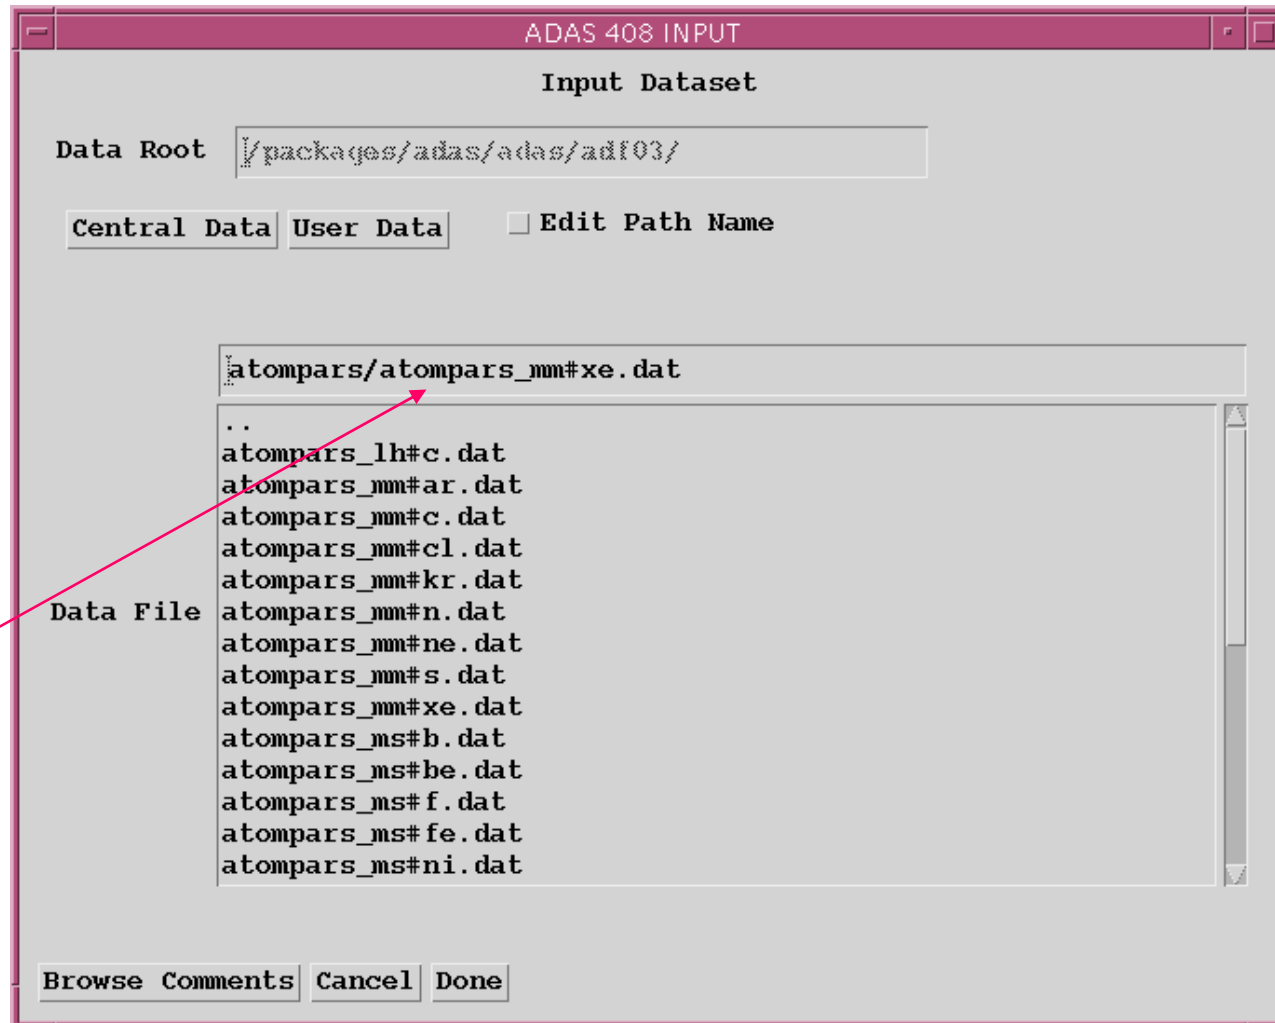 ADAS 408 INPUT
Input Dataset
Data Root /packages/adas/adas/adf03/
Central Data User Data Edit Path Name
atompars/atompars_mm#xe.dat
..
atompars_lh#c.dat
atompars_mm#ar.dat
atompars_mm#c.dat
atompars_mm#cl.dat
atompars_mm#kr.dat
Data File atompars_mm#n.dat
atompars_mm#ne.dat
atompars_mm#s.dat
atompars_mm#xe.dat
atompars_ms#b.dat
atompars_ms#be.dat
atompars_ms#f.dat
atompars_ms#fe.dat
atompars_ms#ni.dat
Browse Comments Cancel Done